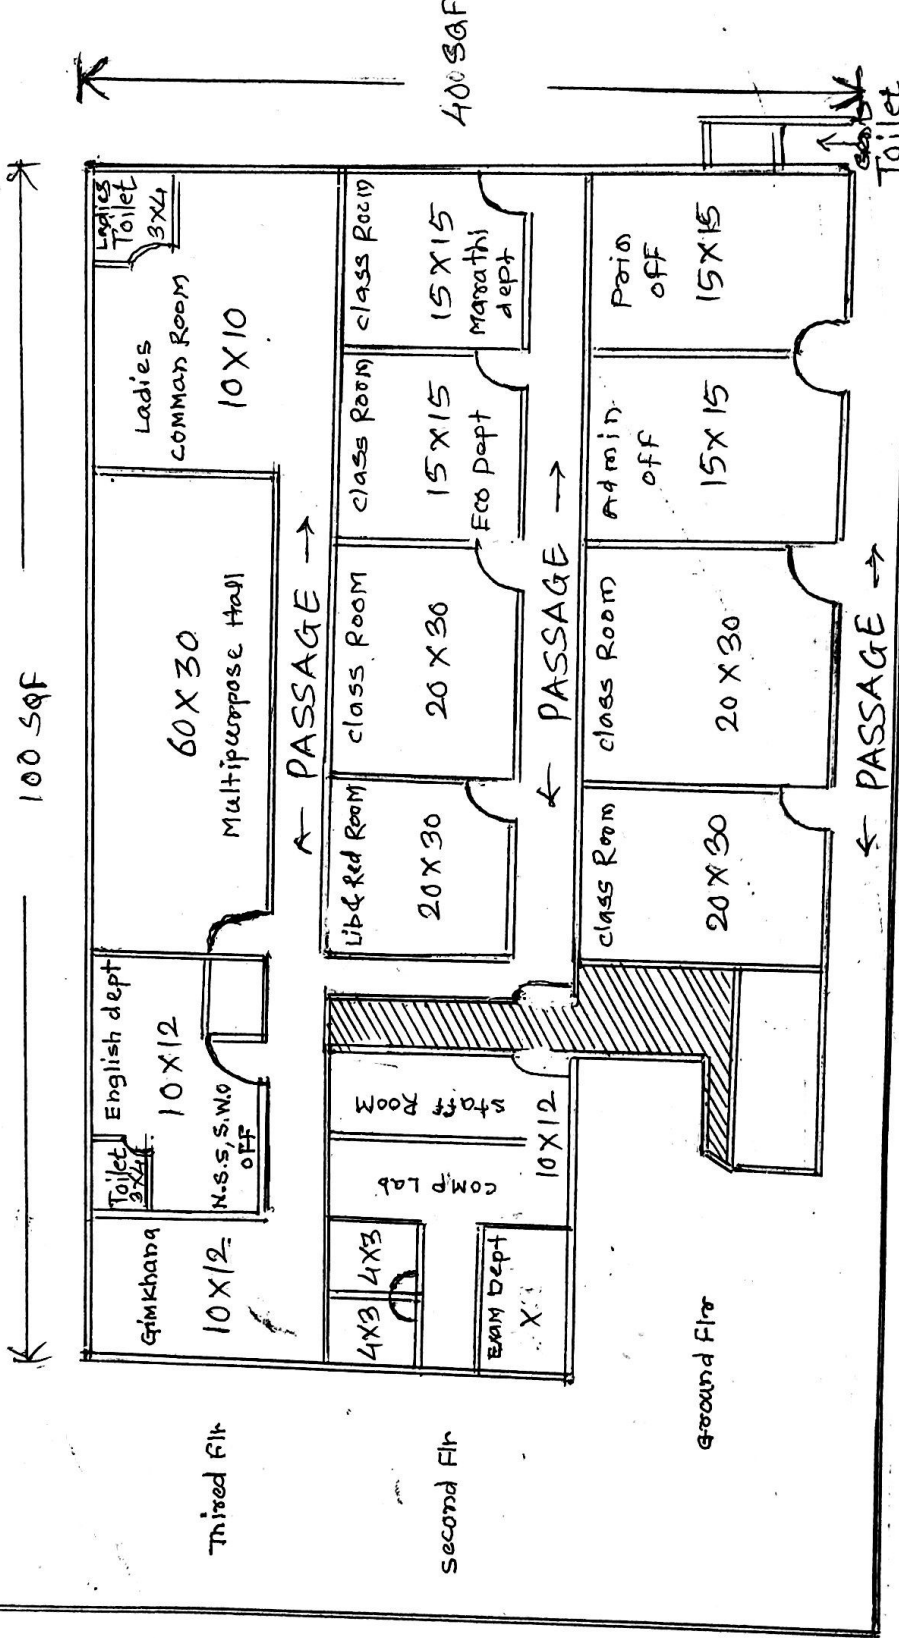 100 SQF
400 SQF
Thired Flr
Gimkhana
10X12
Toilet
3X4
English dept
10X12
N.S.S, S.W.O
OFF
60X30
Multipurpose Hall
Ladies
comman Room
10X10
Ladies
Toilet
3X4
← PASSAGE →
second Flr
4X3
4X3
EXAM Dept
X
comp Lab
staff Room
10X12
Lib & Red Room
20X30
class Room
20X30
class Room
15X15
Eco Dept
class Room
15X15
Marathi
dept
← PASSAGE →
Ground Flr
class Room
20X30
class Room
20X30
Admin
off
15X15
Prin
off
15X15
← PASSAGE →
Toilet